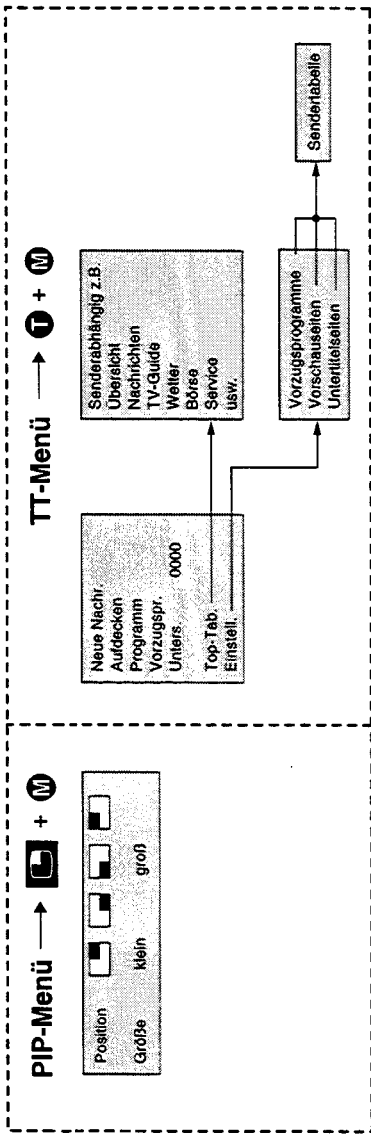 PIP-Menü → + M
Position
Größe klein groß
TT-Menü → T + M
Neue Nachr.
Aufdecken
Programm
Vorzugspr.
Unters. 0000
Top-Tab.
Einstell.
Senderabhängig z.B.
Übersicht
Nachrichten
TV-Guide
Wetter
Börse
Service
usw.
Vorzugsprogramme
Vorschauseiten
Untertitelseiten
Sendertabelle